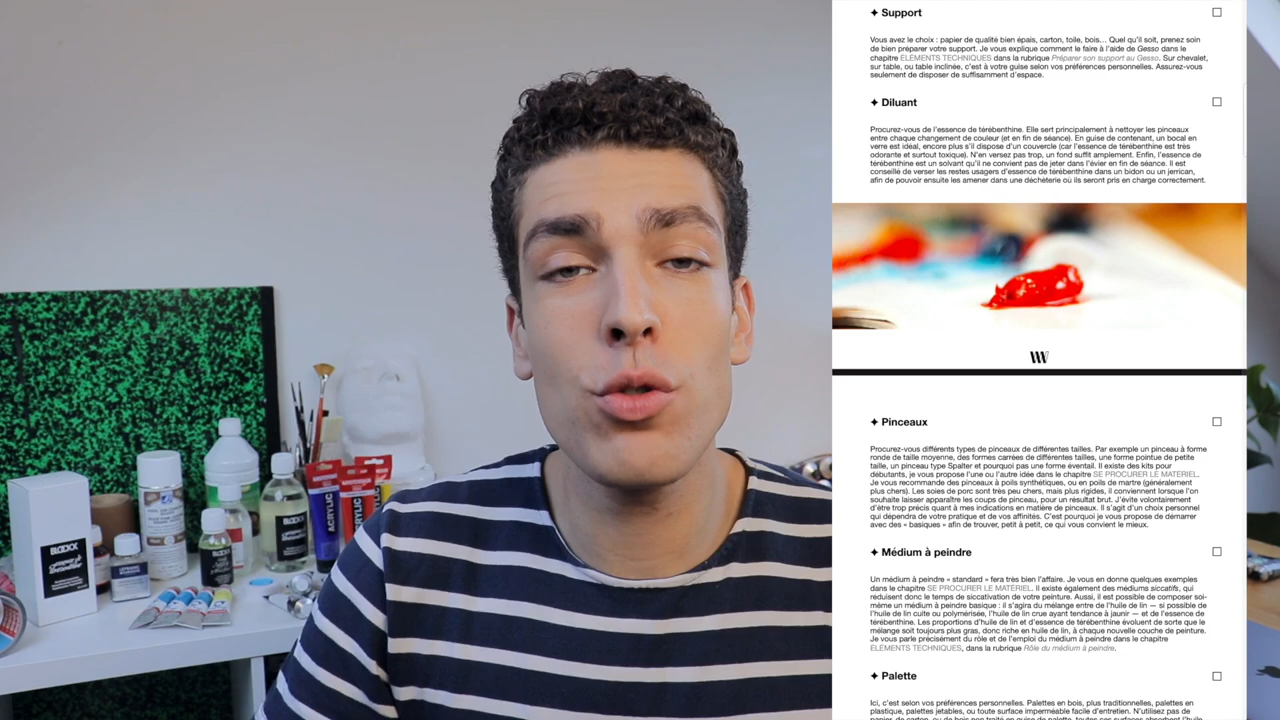 ✦ Support
Vous avez le choix : papier de qualité bien épais, carton, toile, bois… Quel qu'il soit, prenez soin
de bien préparer votre support. Je vous explique comment le faire à l'aide de Gesso dans le
chapitre ELÉMENTS TECHNIQUES dans la rubrique Préparer son support au Gesso. Sur chevalet,
sur table, ou table inclinée, c'est à votre guise selon vos préférences personnelles. Assurez-vous
seulement de disposer de suffisamment d'espace.
✦ Diluant
Procurez-vous de l'essence de térébenthine. Elle sert principalement à nettoyer les pinceaux
entre chaque changement de couleur (et en fin de séance). En guise de contenant, un bocal en
verre est idéal, encore plus s'il dispose d'un couvercle (car l'essence de térébenthine est très
odorante et surtout toxique). N'en versez pas trop, un fond suffit amplement. Enfin, l'essence de
térébenthine est un solvant qu'il ne convient pas de jeter dans l'évier en fin de séance. Il est
conseillé de verser les restes usagers d'essence de térébenthine dans un bidon ou un jerrican,
afin de pouvoir ensuite les amener dans une déchèterie où ils seront pris en charge correctement.
✦ Pinceaux
Procurez-vous différents types de pinceaux de différentes tailles. Par exemple un pinceau à forme
ronde de taille moyenne, des formes carrées de différentes tailles, une forme pointue de petite
taille, un pinceau type Spalter et pourquoi pas une forme éventail. Il existe des kits pour
débutants, je vous propose l'une ou l'autre idée dans le chapitre SE PROCURER LE MATÉRIEL.
Je vous recommande des pinceaux à poils synthétiques, ou en poils de martre (généralement
plus chers). Les soies de porc sont très peu chers, mais plus rigides, il conviennent lorsque l'on
souhaite laisser apparaître les coups de pinceau, pour un résultat brut. J'évite volontairement
d'être trop précis quant à mes indications en matière de pinceaux. Il s'agit d'un choix personnel
qui dépendra de votre pratique et de vos affinités. C'est pourquoi je vous propose de démarrer
avec des « basiques » afin de trouver, petit à petit, ce qui vous convient le mieux.
✦ Médium à peindre
Un médium à peindre « standard » fera très bien l'affaire. Je vous en donne quelques exemples
dans le chapitre SE PROCURER LE MATÉRIEL. Il existe également des médiums siccatifs, qui
réduisent donc le temps de siccativation de votre peinture. Aussi, il est possible de composer soi-
même un médium à peindre basique : il s'agira du mélange entre de l'huile de lin — si possible de
l'huile de lin cuite ou polymérisée, l'huile de lin crue ayant tendance à jaunir — et de l'essence de
térébenthine. Les proportions d'huile de lin et d'essence de térébenthine évoluent de sorte que le
mélange soit toujours plus gras, donc riche en huile de lin, à chaque nouvelle couche de peinture.
Je vous parle précisément du rôle et de l'emploi du médium à peindre dans le chapitre
ÉLÉMENTS TECHNIQUES, dans la rubrique Rôle du médium à peindre.
✦ Palette
Ici, c'est selon vos préférences personnelles. Palettes en bois, plus traditionnelles, palettes en
plastique, palettes jetables, ou toute surface imperméable facile d'entretien. N'utilisez pas de
papier, de carton, ou de bois non traité en guise de palette, toutes ces surfaces absorbent l'huile
BLOCKX
BLOCKX
ACRYLIC
ACRYLIC